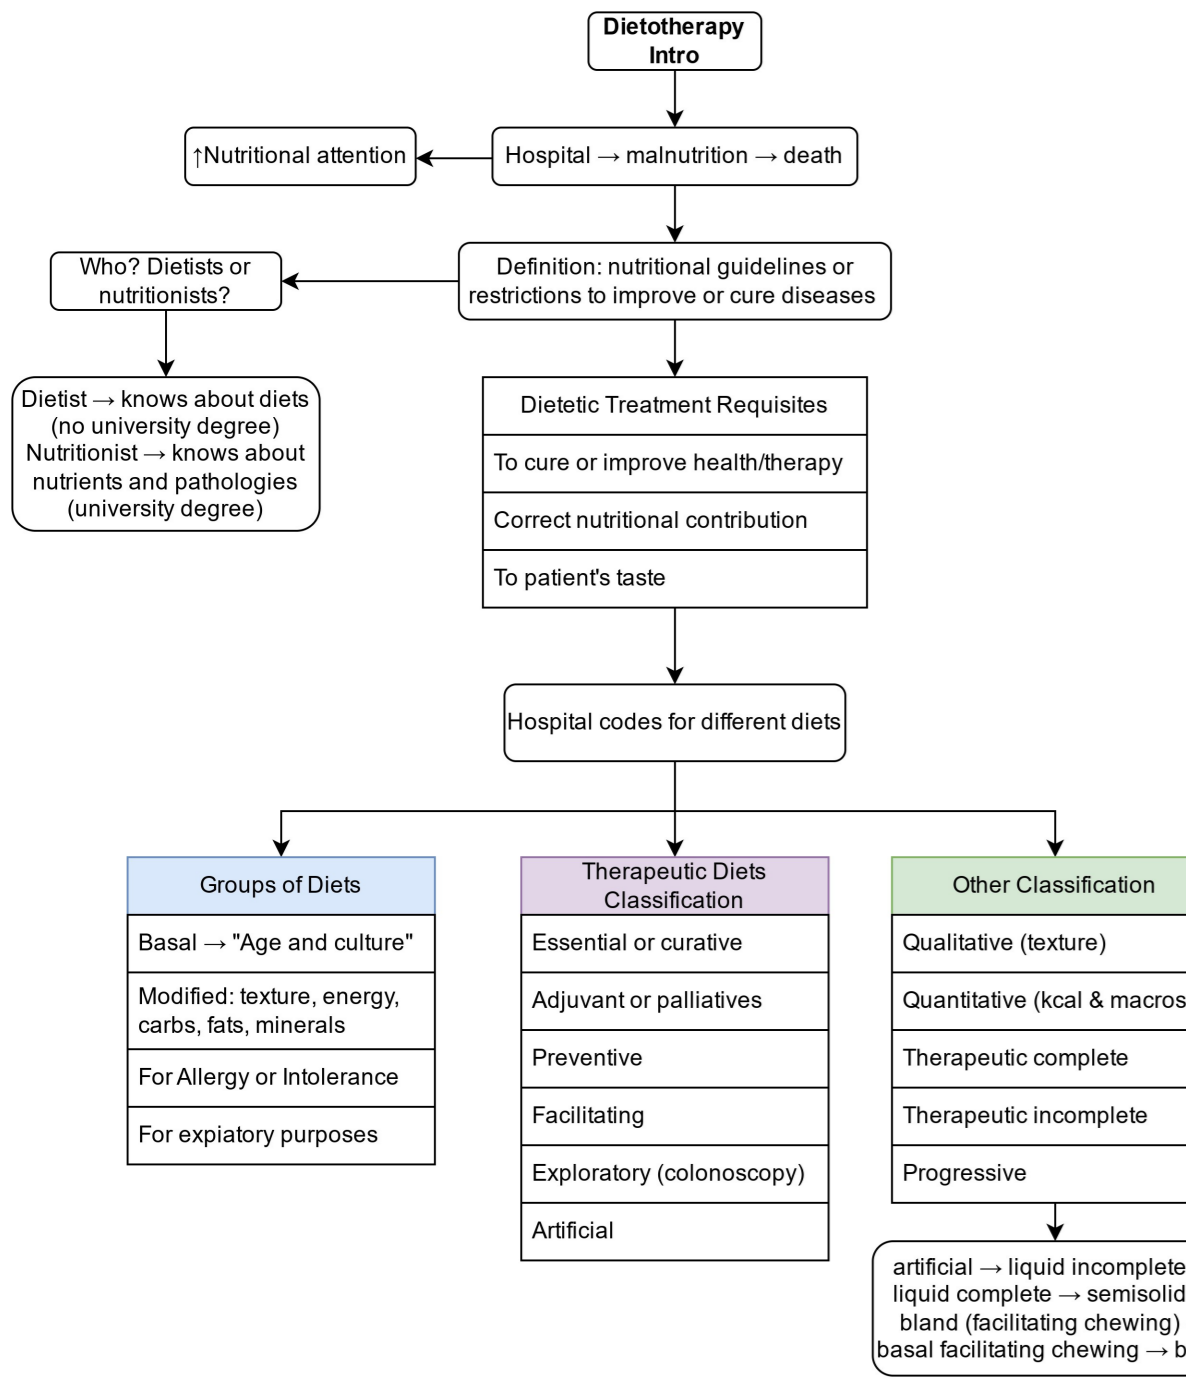 Dietotherapy
Intro
↑Nutritional attention
Hospital → malnutrition → death
Who? Dietists or
nutritionists?
Definition: nutritional guidelines or
restrictions to improve or cure diseases
Dietist → knows about diets
(no university degree)
Nutritionist → knows about
nutrients and pathologies
(university degree)
Dietetic Treatment Requisites
To cure or improve health/therapy
Correct nutritional contribution
To patient's taste
Hospital codes for different diets
Groups of Diets
Basal → "Age and culture"
Modified: texture, energy,
carbs, fats, minerals
For Allergy or Intolerance
For expiatory purposes
Therapeutic Diets
Classification
Essential or curative
Adjuvant or palliatives
Preventive
Facilitating
Exploratory (colonoscopy)
Artificial
Other Classification
Qualitative (texture)
Quantitative (kcal & macros
Therapeutic complete
Therapeutic incomplete
Progressive
artificial → liquid incomplete
liquid complete → semisolid
bland (facilitating chewing)
basal facilitating chewing →